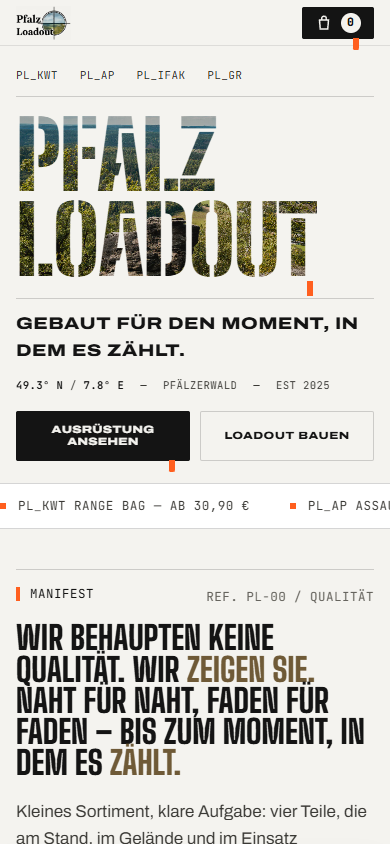 Pfalz
Loadout
0
PL_KWT PL_AP PL_IFAK PL_GR
PFALZ
LOADOUT
GEBAUT FÜR DEN MOMENT, IN
DEM ES ZÄHLT.
49.3° N / 7.8° E — PFÄLZERWALD — EST 2025
AUSRÜSTUNG
ANSEHEN
LOADOUT BAUEN
PL_KWT RANGE BAG — AB 30,90 €
PL_AP
MANIFEST
REF. PL-00 / QUALITÄT
WIR BEHAUPTEN KEINE
QUALITÄT. WIR ZEIGEN SIE.
NAHT FÜR NAHT, FADEN FÜR
FADEN – BIS ZUM MOMENT, IN
DEM ES ZÄHLT.
Kleines Sortiment, klare Aufgabe: vier Teile, die
am Stand, im Gelände und im Einsatz